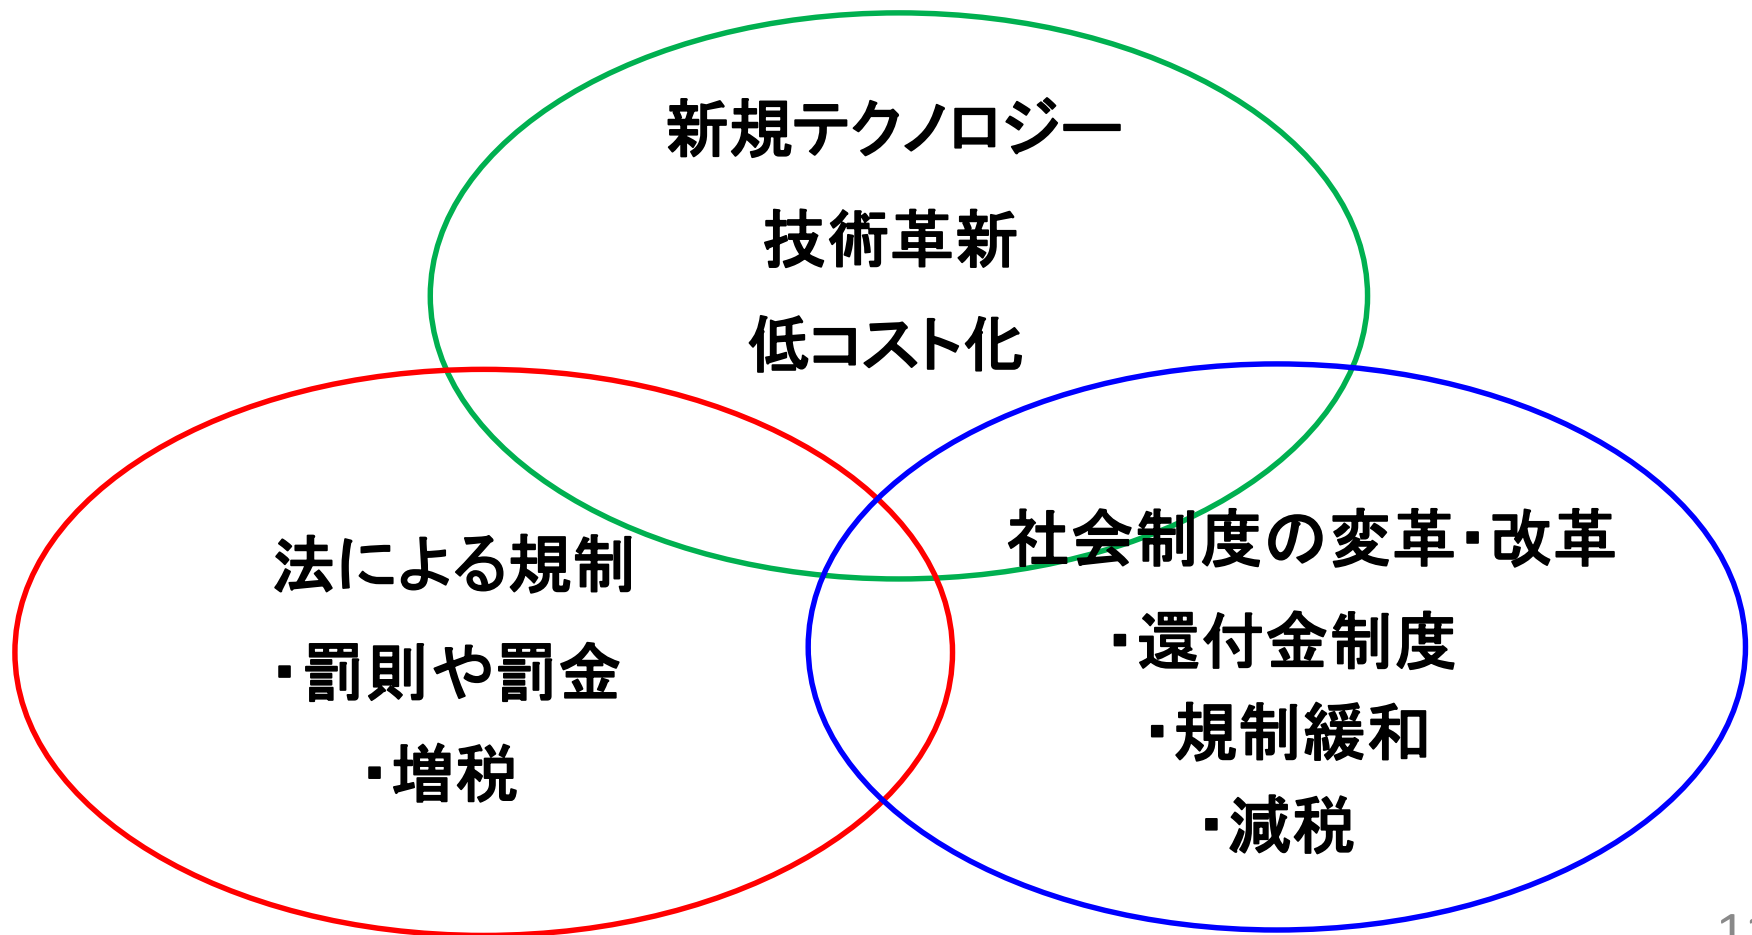 新規テクノロジー
技術革新
低コスト化
法による規制
・罰則や罰金
・増税
社会制度の変革・改革
・還付金制度
・規制緩和
・減税